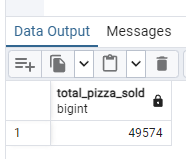 Data Output Messages
total_pizza_sold
bigint
1 49574